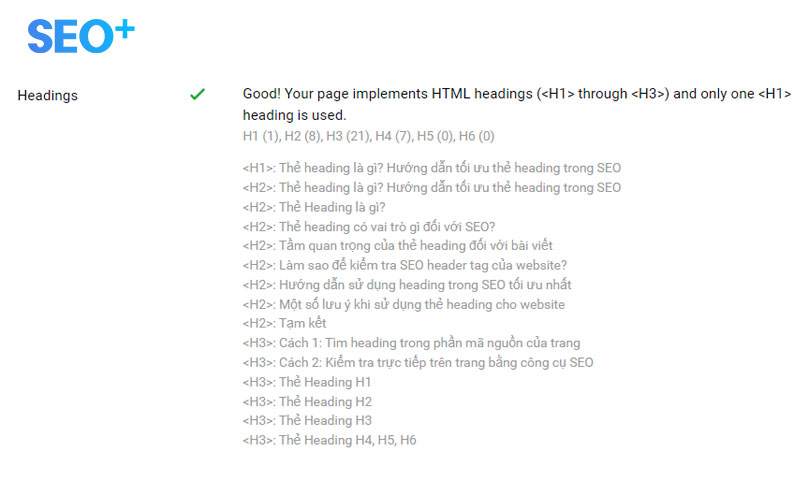 SEO+
Headings
Good! Your page implements HTML headings (<H1> through <H3>) and only one <H1>
heading is used.
H1 (1), H2 (8), H3 (21), H4 (7), H5 (0), H6 (0)
<H1>: Thẻ heading là gì? Hướng dẫn tối ưu thẻ heading trong SEO
<H2>: Thẻ heading là gì? Hướng dẫn tối ưu thẻ heading trong SEO
<H2>: Thẻ Heading là gì?
<H2>: Thẻ heading có vai trò gì đối với SEO?
<H2>: Tầm quan trọng của thẻ heading đối với bài viết
<H2>: Làm sao để kiểm tra SEO header tag của website?
<H2>: Hướng dẫn sử dụng heading trong SEO tối ưu nhất
<H2>: Một số lưu ý khi sử dụng thẻ heading cho website
<H2>: Tạm kết
<H3>: Cách 1: Tìm heading trong phần mã nguồn của trang
<H3>: Cách 2: Kiểm tra trực tiếp trên trang bằng công cụ SEO
<H3>: Thẻ Heading H1
<H3>: Thẻ Heading H2
<H3>: Thẻ Heading H3
<H3>: Thẻ Heading H4, H5, H6